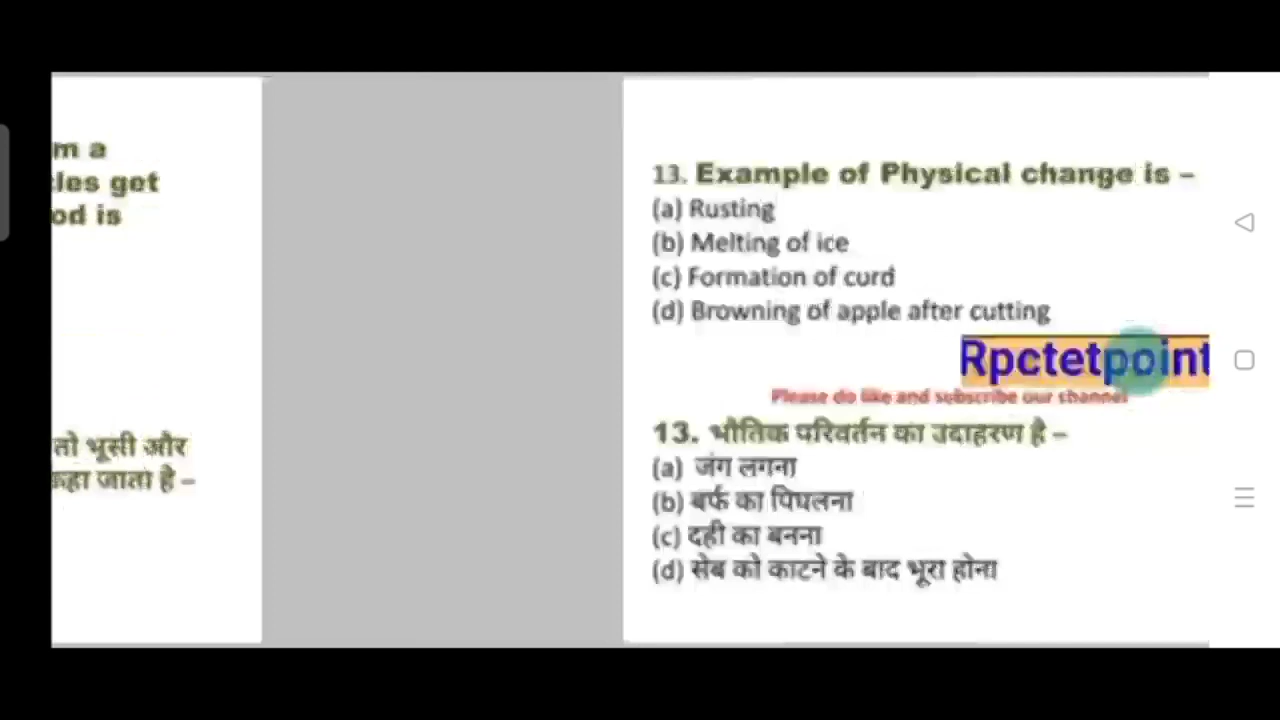 m a
les get
od is
तो भूसी और
कहा जाता है –
13. Example of Physical change is –
(a) Rusting
(b) Melting of ice
(c) Formation of curd
(d) Browning of apple after cutting
Rpctetpoint
Please do like and subscribe our channel
13. भौतिक परिवर्तन का उदाहरण है –
(a) जंग लगना
(b) बर्फ का पिघलना
(c) दही का बनना
(d) सेब को काटने के बाद भूरा होना